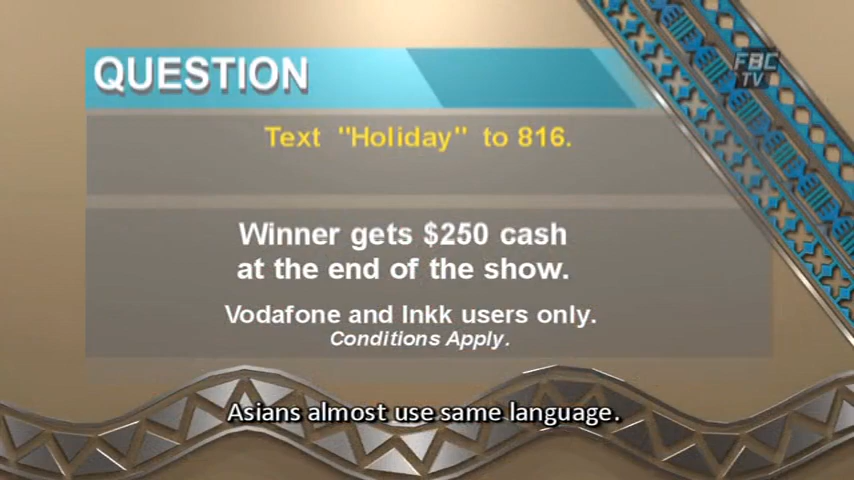 QUESTION
FBC
TV
Text "Holiday" to 816.
Winner gets $250 cash
at the end of the show.
Vodafone and Inkk users only.
Conditions Apply.
Asians almost use same language.